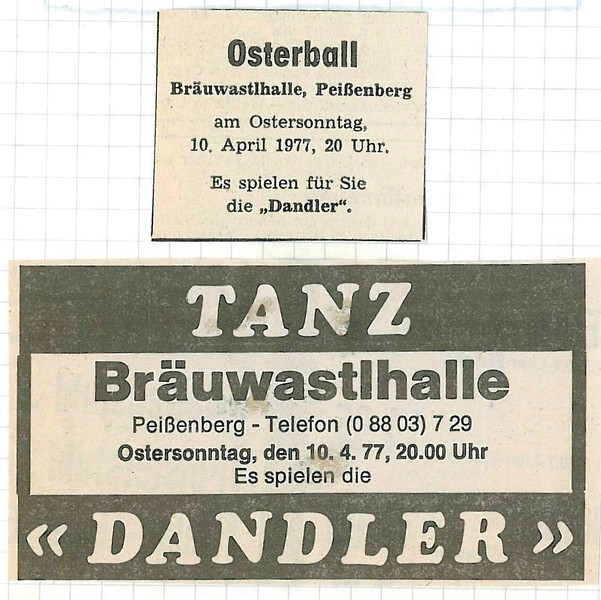 Osterball
Bräuwastlhalle, Peißenberg
am Ostersonntag,
10. April 1977, 20 Uhr.
Es spielen für Sie
die „Dandler“.
TANZ
Bräuwastlhalle
Peißenberg - Telefon (0 88 03) 7 29
Ostersonntag, den 10. 4. 77, 20.00 Uhr
Es spielen die
« DANDLER »